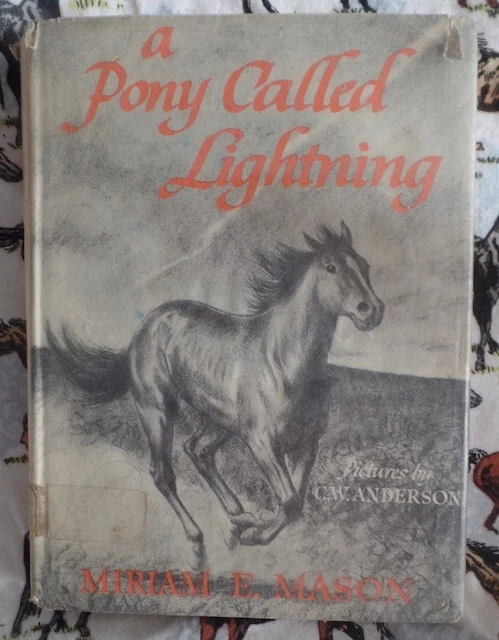 a
Pony Called
Lightning
Pictures by
C.W. ANDERSON
MIRIAM E. MASON